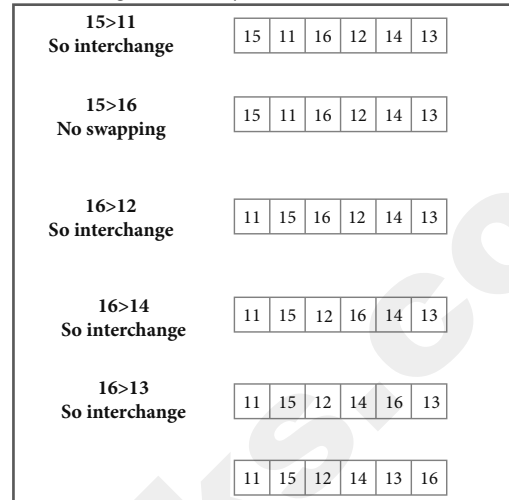 15>11
So interchange
15 11 16 12 14 13
15>16
No swapping
15 11 16 12 14 13
16>12
So interchange
11 15 16 12 14 13
16>14
So interchange
11 15 12 16 14 13
16>13
So interchange
11 15 12 14 16 13
11 15 12 14 13 16